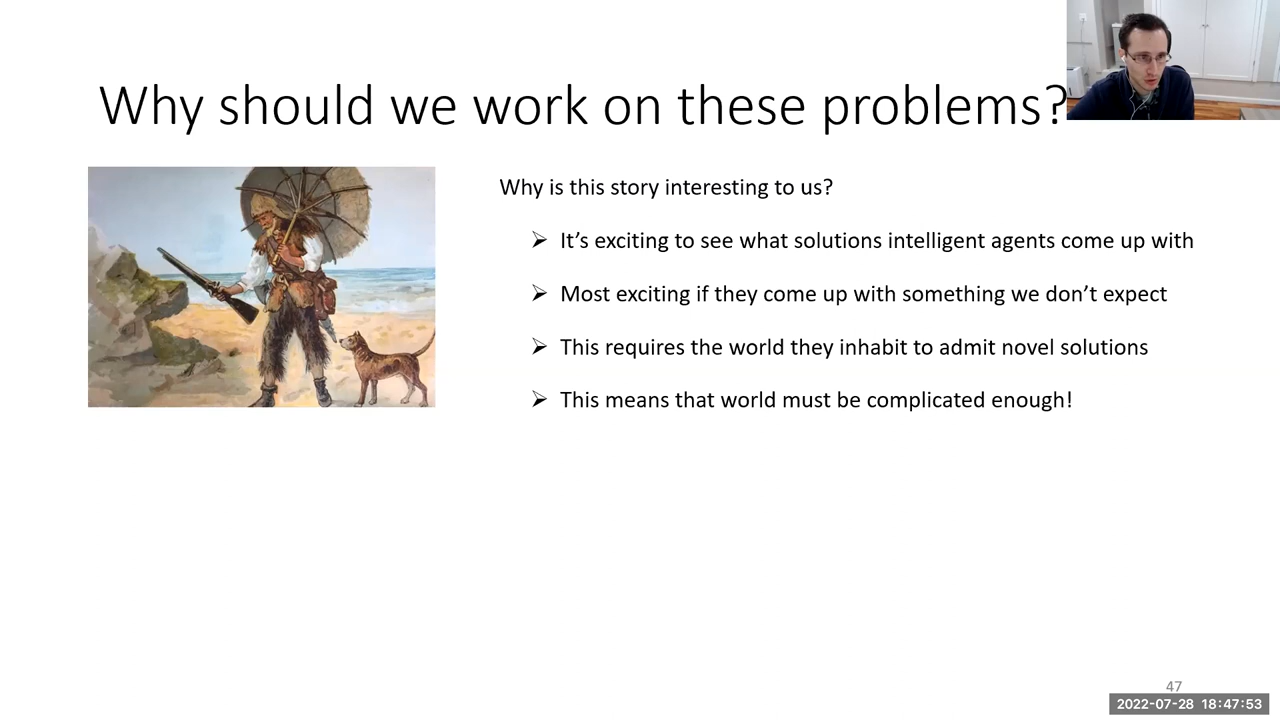 Why should we work on these problems?
Why is this story interesting to us?
➢ It’s exciting to see what solutions intelligent agents come up with
➢ Most exciting if they come up with something we don’t expect
➢ This requires the world they inhabit to admit novel solutions
➢ This means that world must be complicated enough!
47
2022-07-28 18:47:53